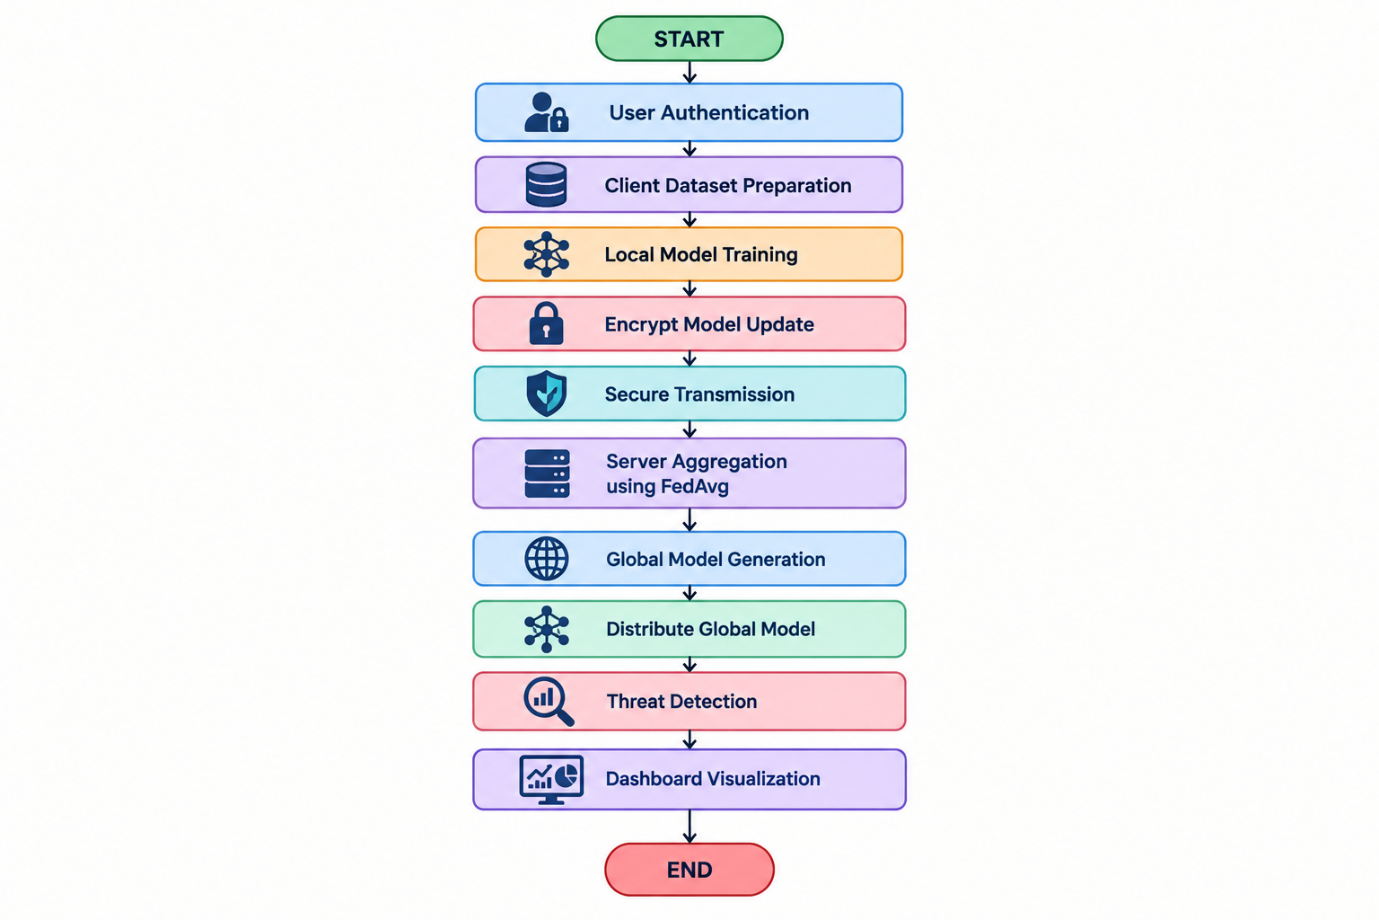 START
User Authentication
Client Dataset Preparation
Local Model Training
Encrypt Model Update
Secure Transmission
Server Aggregation
using FedAvg
Global Model Generation
Distribute Global Model
Threat Detection
Dashboard Visualization
END